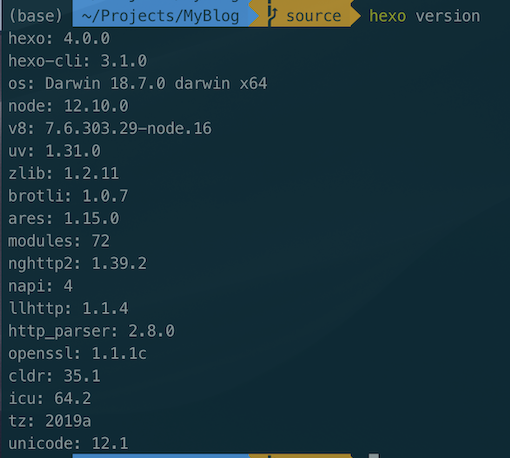 (base) ~/Projects/MyBlog source hexo version
hexo: 4.0.0
hexo-cli: 3.1.0
os: Darwin 18.7.0 darwin x64
node: 12.10.0
v8: 7.6.303.29-node.16
uv: 1.31.0
zlib: 1.2.11
brotli: 1.0.7
ares: 1.15.0
modules: 72
nghttp2: 1.39.2
napi: 4
llhttp: 1.1.4
http_parser: 2.8.0
openssl: 1.1.1c
cldr: 35.1
icu: 64.2
tz: 2019a
unicode: 12.1